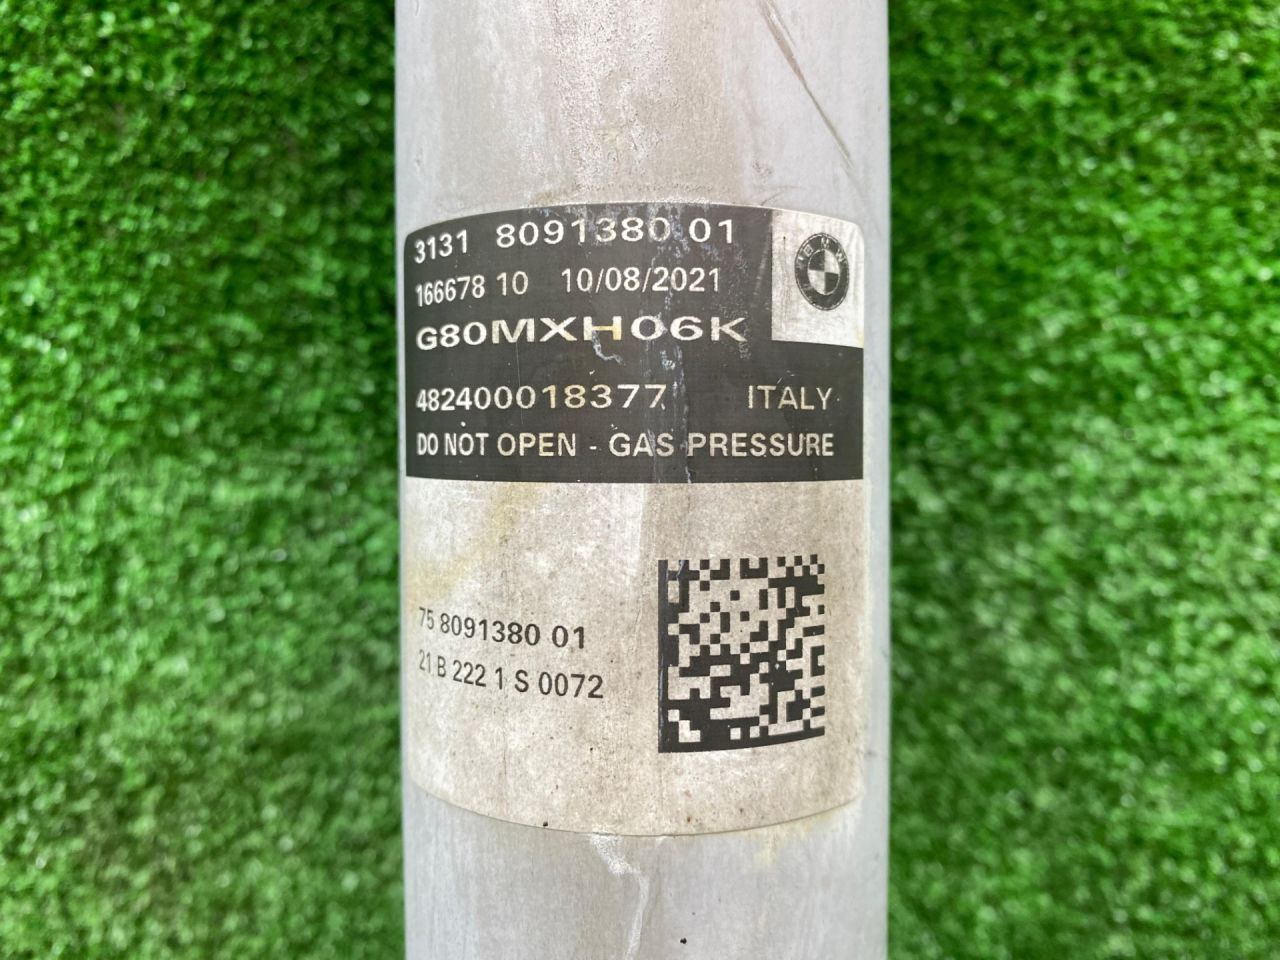 3131 8091380 01
166678 10 10/08/2021
G80MXH06K
482400018377 ITALY
DO NOT OPEN - GAS PRESSURE
BMW
75 8091380 01
21 B 222 1 S 0072